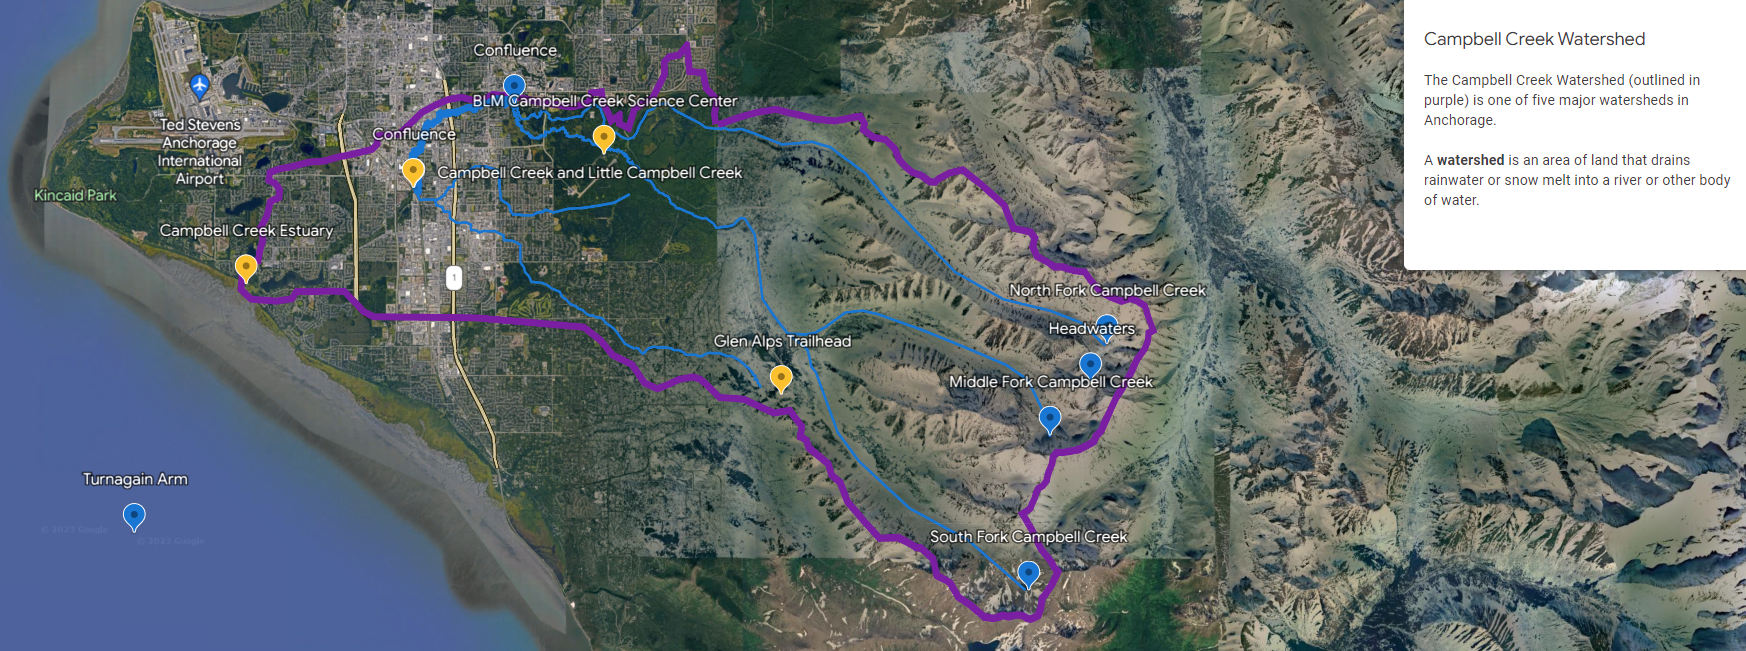 Confluence
BLM Campbell Creek Science Center
Ted Stevens
Anchorage
International
Airport
Confluence
Campbell Creek and Little Campbell Creek
Kincaid Park
Campbell Creek Estuary
1
North Fork Campbell Creek
Headwaters
Glen Alps Trailhead
Middle Fork Campbell Creek
Turnagain Arm
South Fork Campbell Creek
© 2023 Google
© 2023 Google
Campbell Creek Watershed
The Campbell Creek Watershed (outlined in
purple) is one of five major watersheds in
Anchorage.
A watershed is an area of land that drains
rainwater or snow melt into a river or other body
of water.